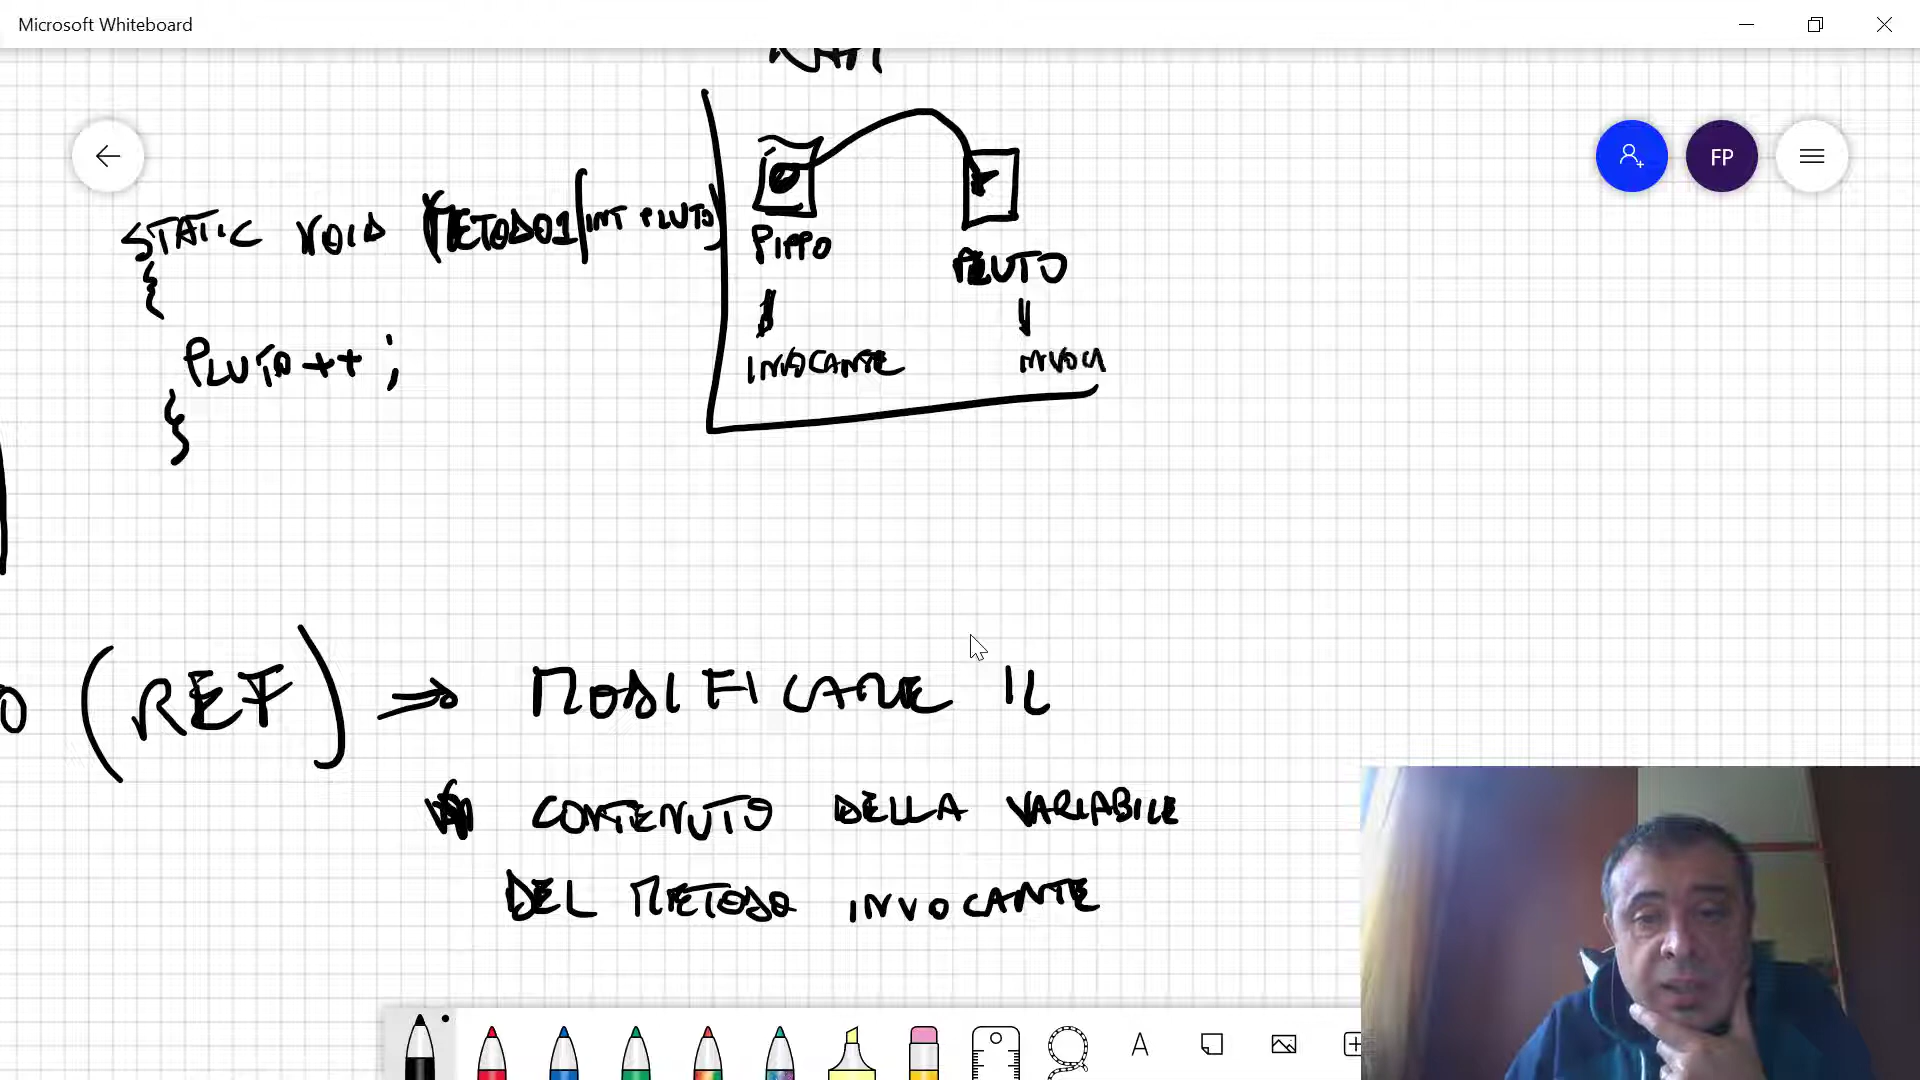 Microsoft Whiteboard
RAM
FP
STATIC VOID METODO1(INT PLUTO)
{
PLUTO++;
}
PIPPO
PLUTO
INVOCANTE
INVOCA
O (REF) ⇒ MODIFICARE IL
CONTENUTO DELLA VARIABILE
DEL METODO INVOCANTE
A